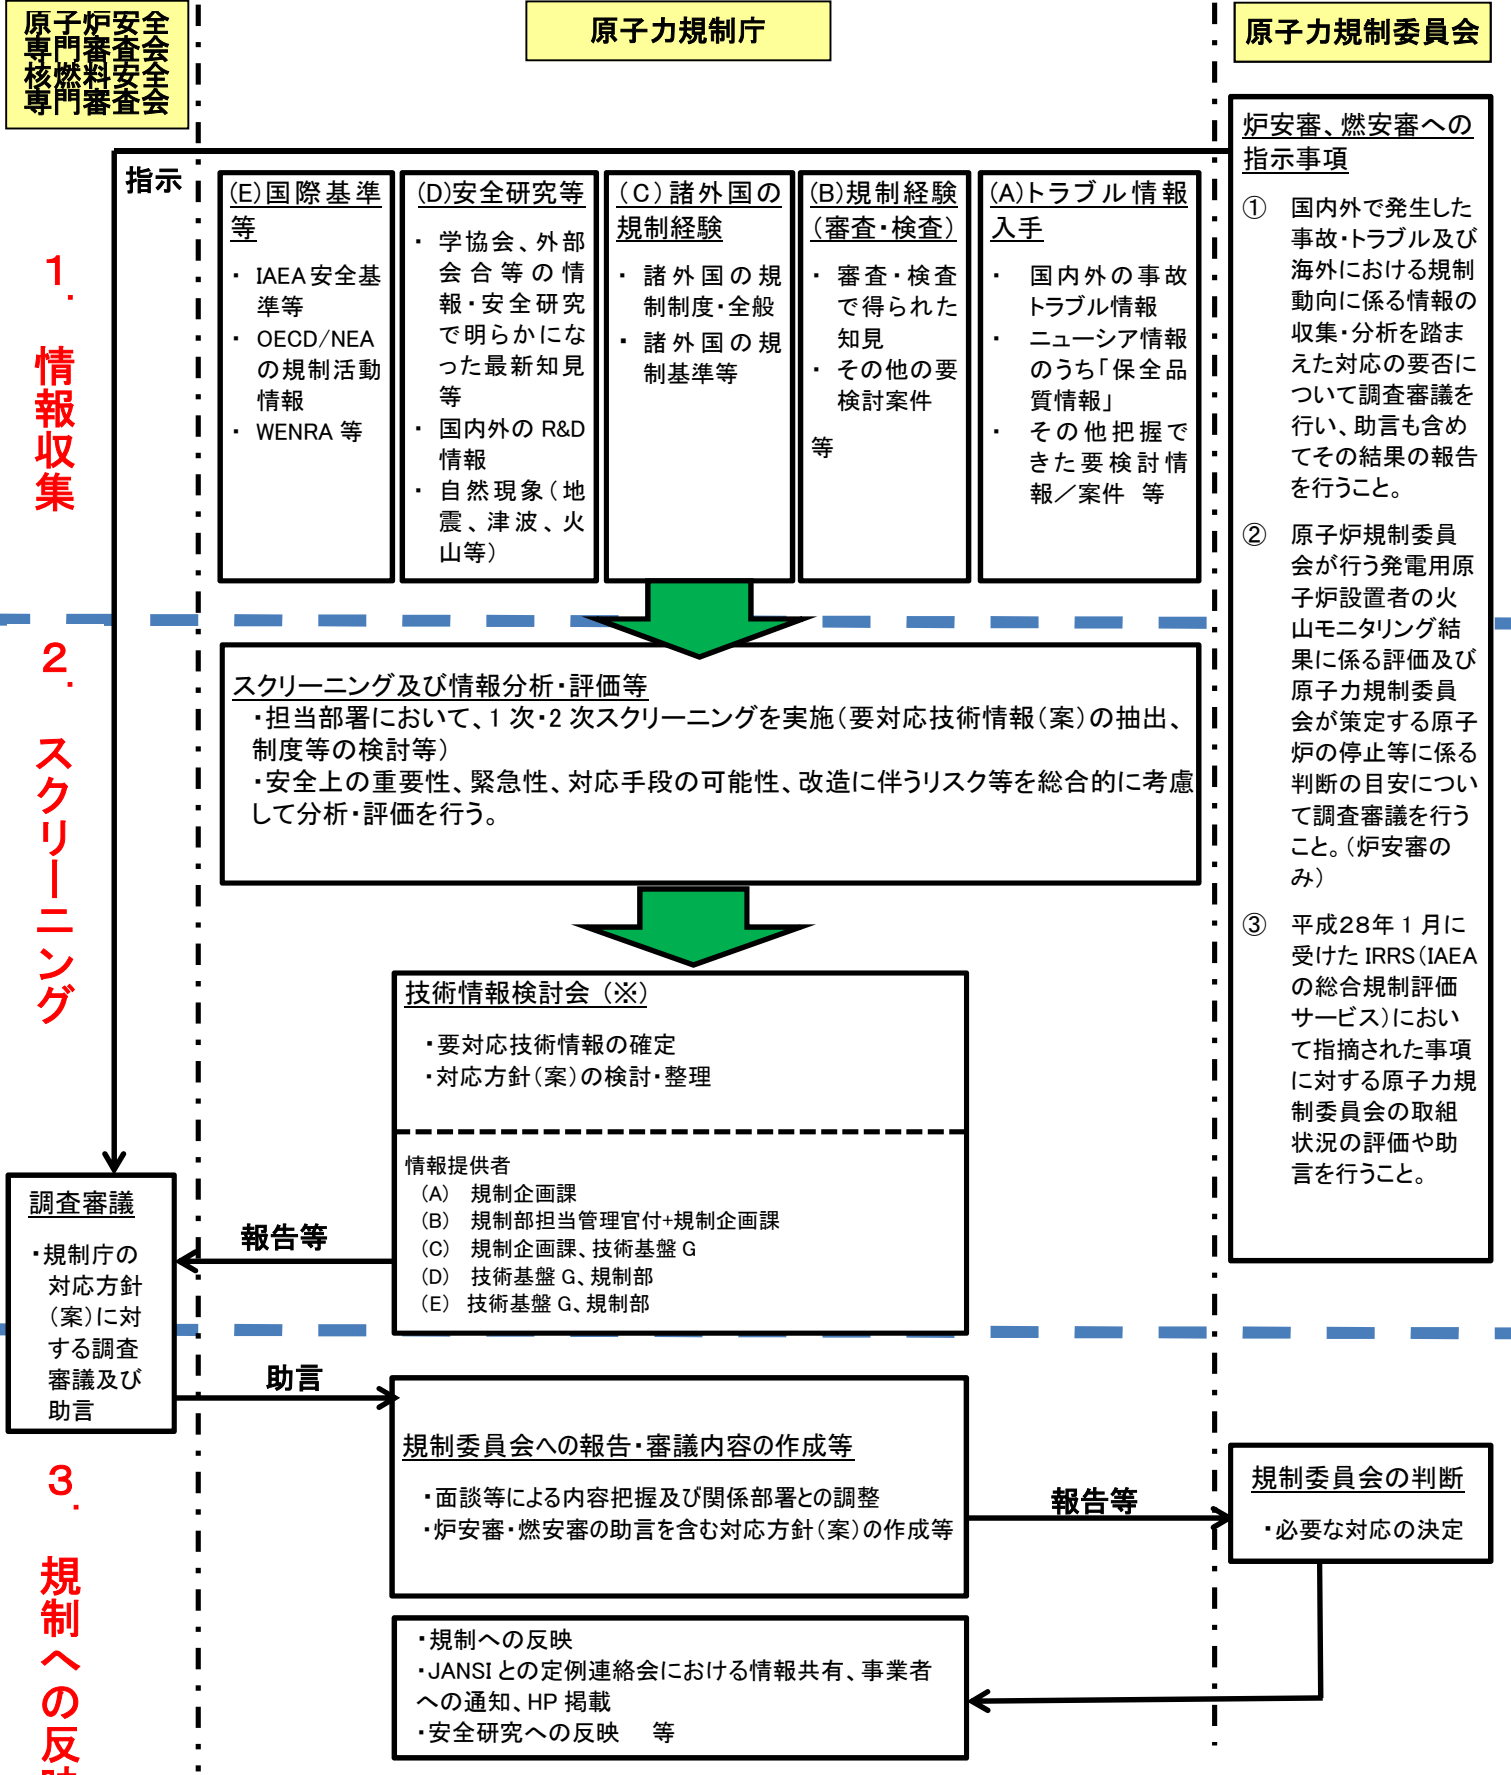 原子炉安全
専門審査会
核燃料安全
専門審査会
原子力規制庁
原子力規制委員会
指示
1.情報収集
(E)国際基準
等
・ IAEA安全基
準等
・ OECD/NEA
の規制活動
情報
・ WENRA 等
(D)安全研究等
・ 学協会、外部
会合等の情
報・安全研究
で明らかにな
った最新知見
等
・ 国内外の R&D
情報
・ 自然現象(地
震、津波、火
山等)
(C)諸外国の
規制経験
・ 諸外国の規
制制度・全般
・ 諸外国の規
制基準等
(B)規制経験
(審査・検査)
・ 審査・検査
で得られた
知見
・ その他の要
検討案件
等
(A)トラブル情報
入手
・ 国内外の事故
トラブル情報
・ ニューシア情報
のうち「保全品
質情報」
・ その他把握で
きた要検討情
報/案件 等
炉安審、燃安審への
指示事項
① 国内外で発生した
事故・トラブル及び
海外における規制
動向に係る情報の
収集・分析を踏ま
えた対応の要否に
ついて調査審議を
行い、助言も含め
てその結果の報告
を行うこと。
② 原子炉規制委員
会が行う発電用原
子炉設置者の火
山モニタリング結
果に係る評価及び
原子力規制委員
会が策定する原子
炉の停止等に係る
判断の目安につい
て調査審議を行う
こと。(炉安審の
み)
③ 平成28年1月に
受けた IRRS(IAEA
の総合規制評価
サービス)におい
て指摘された事項
に対する原子力規
制委員会の取組
状況の評価や助
言を行うこと。
2.スクリーニング
スクリーニング及び情報分析・評価等
・担当部署において、1次・2次スクリーニングを実施(要対応技術情報(案)の抽出、
制度等の検討等)
・安全上の重要性、緊急性、対応手段の可能性、改造に伴うリスク等を総合的に考慮
して分析・評価を行う。
技術情報検討会 (※)
・要対応技術情報の確定
・対応方針(案)の検討・整理
情報提供者
(A) 規制企画課
(B) 規制部担当管理官付+規制企画課
(C) 規制企画課、技術基盤 G
(D) 技術基盤 G、規制部
(E) 技術基盤 G、規制部
報告等
調査審議
・規制庁の
対応方針
(案)に対
する調査
審議及び
助言
助言
3.規制への反
規制委員会への報告・審議内容の作成等
・面談等による内容把握及び関係部署との調整
・炉安審・燃安審の助言を含む対応方針(案)の作成等
報告等
規制委員会の判断
・必要な対応の決定
・規制への反映
・JANSI との定例連絡会における情報共有、事業者
への通知、HP 掲載
・安全研究への反映 等